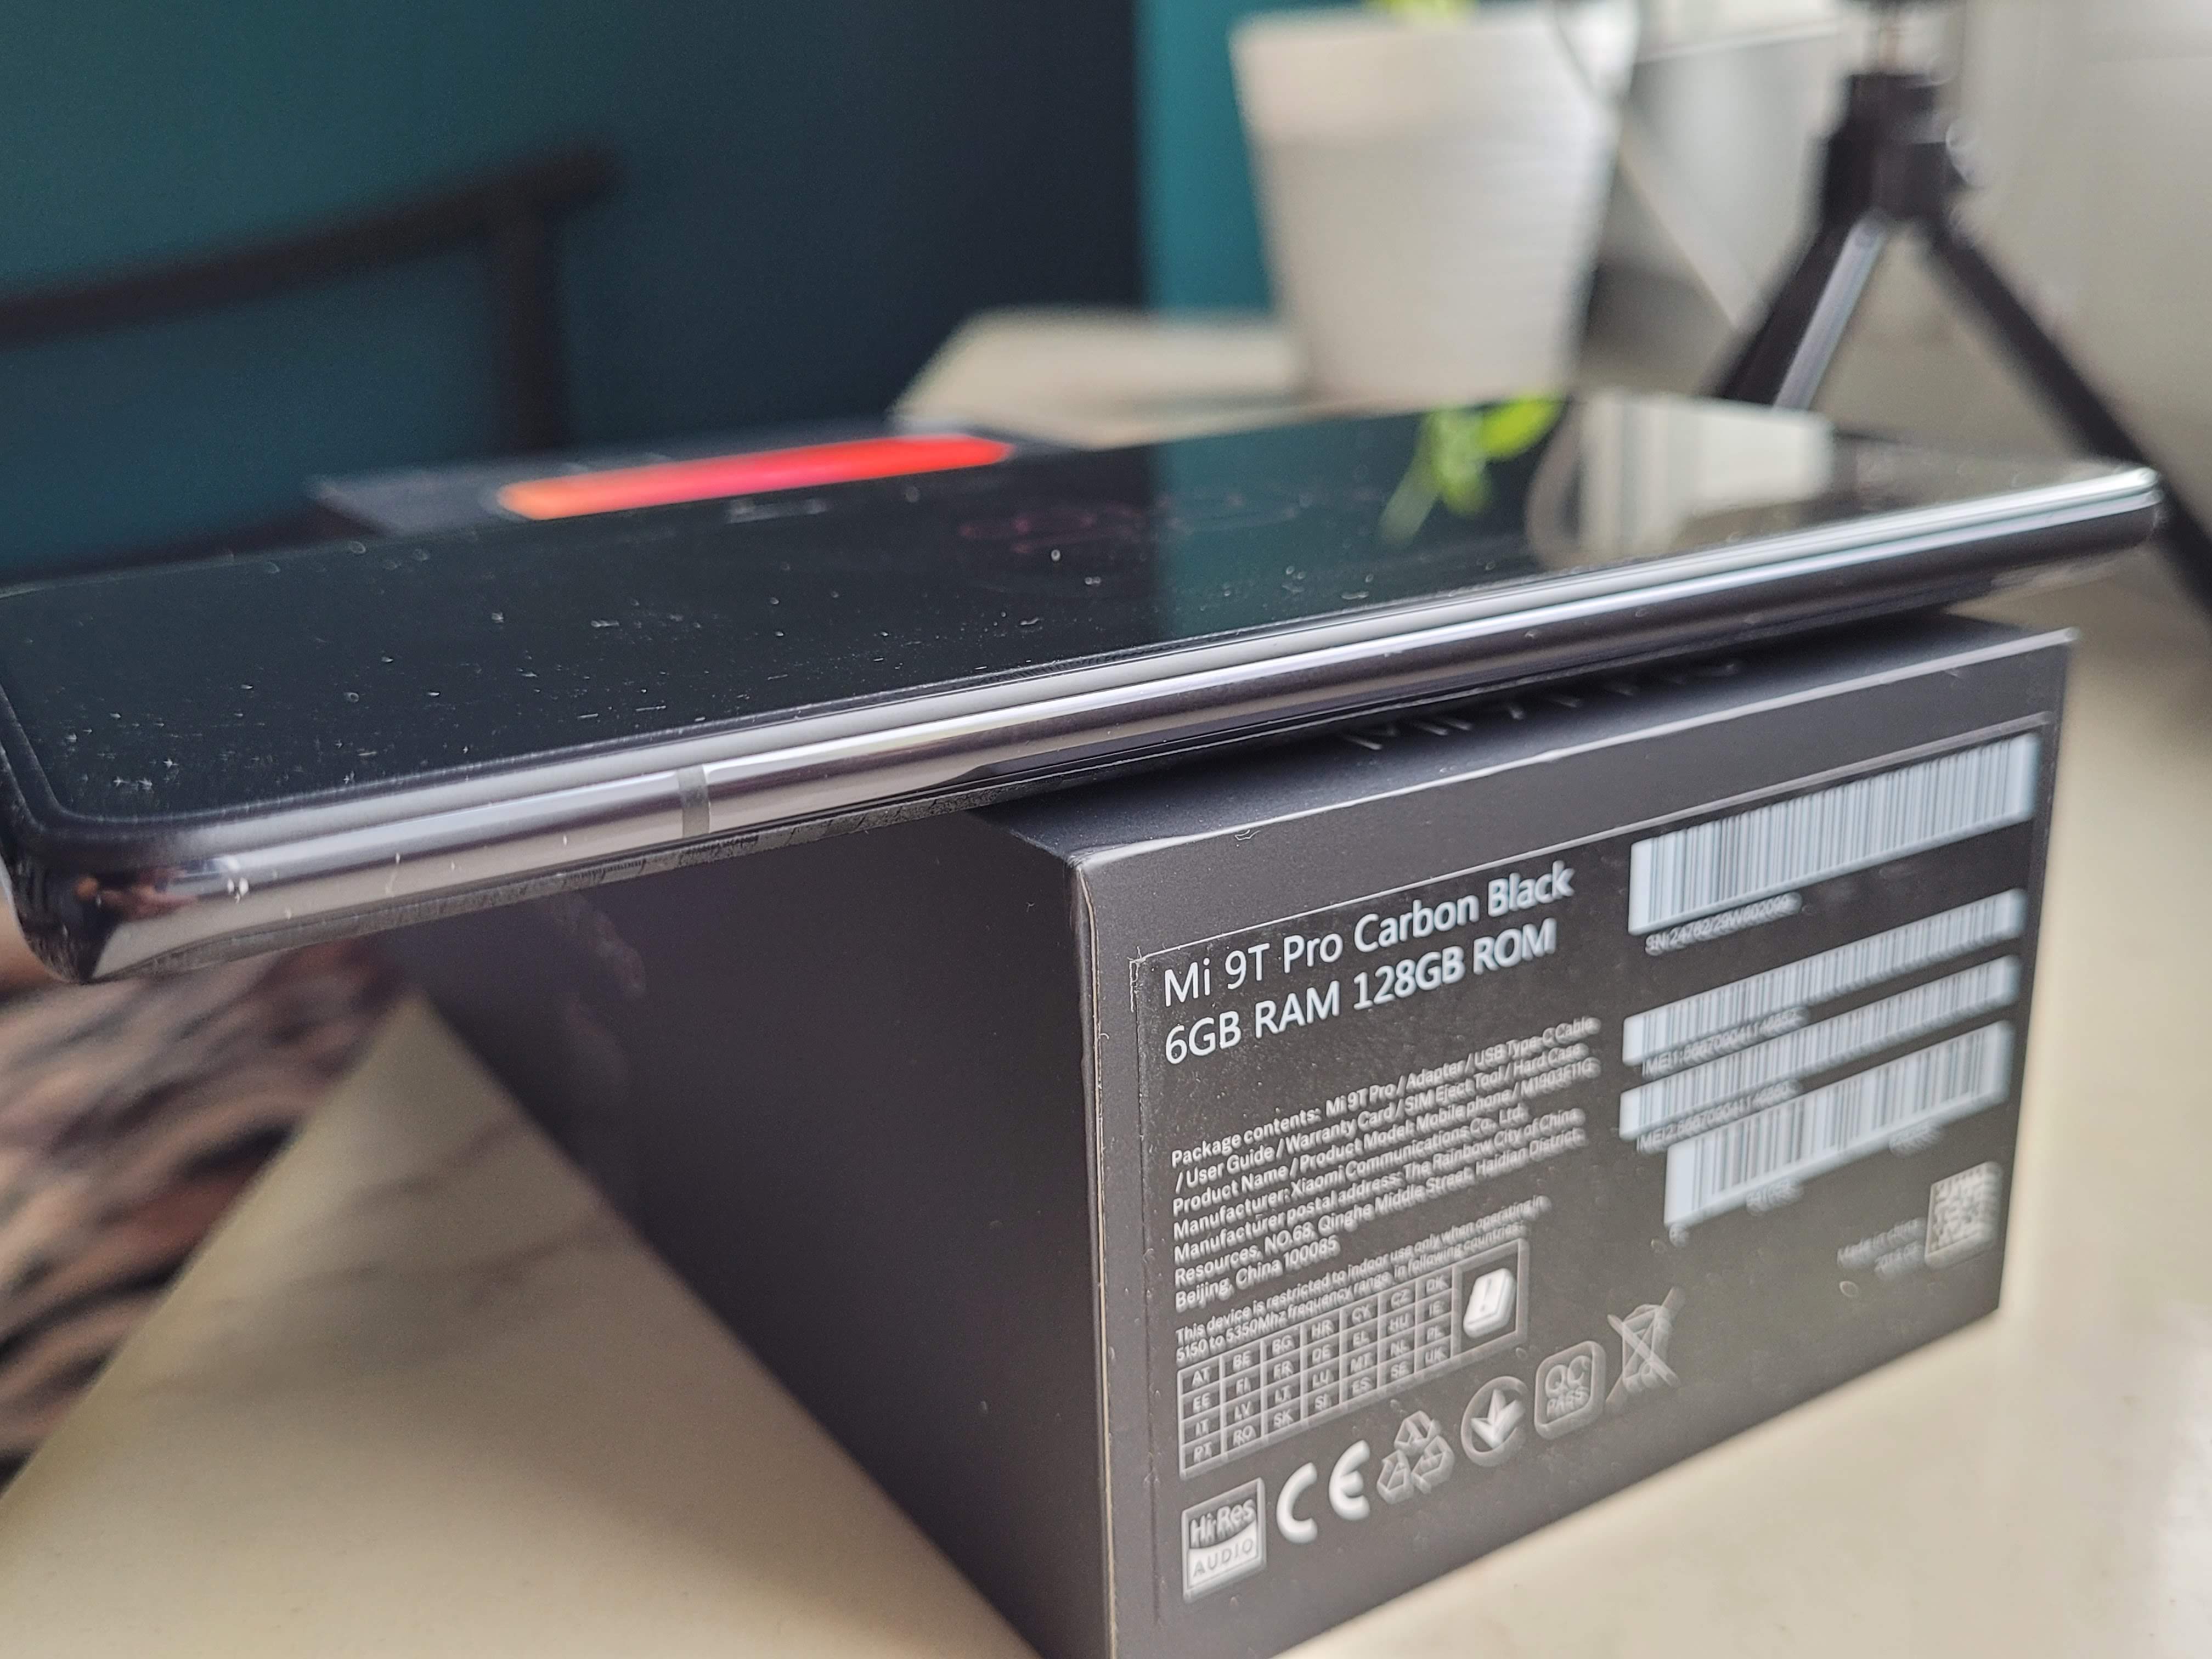 Mi 9T Pro Carbon Black
6GB RAM 128GB ROM
Package contents: Mi 9T Pro / Adapter / USB Type-C Cable
/ User Guide / Warranty Card / SIM Eject Tool / Hard Case
Product Name / Product Model: Mobile phone / M1903F11G
Manufacturer: Xiaomi Communications Co., Ltd.
Manufacturer postal address: The Rainbow City of China
Resources, NO.68, Qinghe Middle Street, Haidian District,
Beijing, China 100085
This device is restricted to indoor use only when operating in
5150 to 5350Mhz frequency range, in following countries:
AT BE BG HR CY CZ DK
EE FI FR DE EL HU IE
IT LV LT LU MT NL PL
PT RO SK SI ES SE UK
Hi-Res
AUDIO
CE
QC
PASS
Made in China